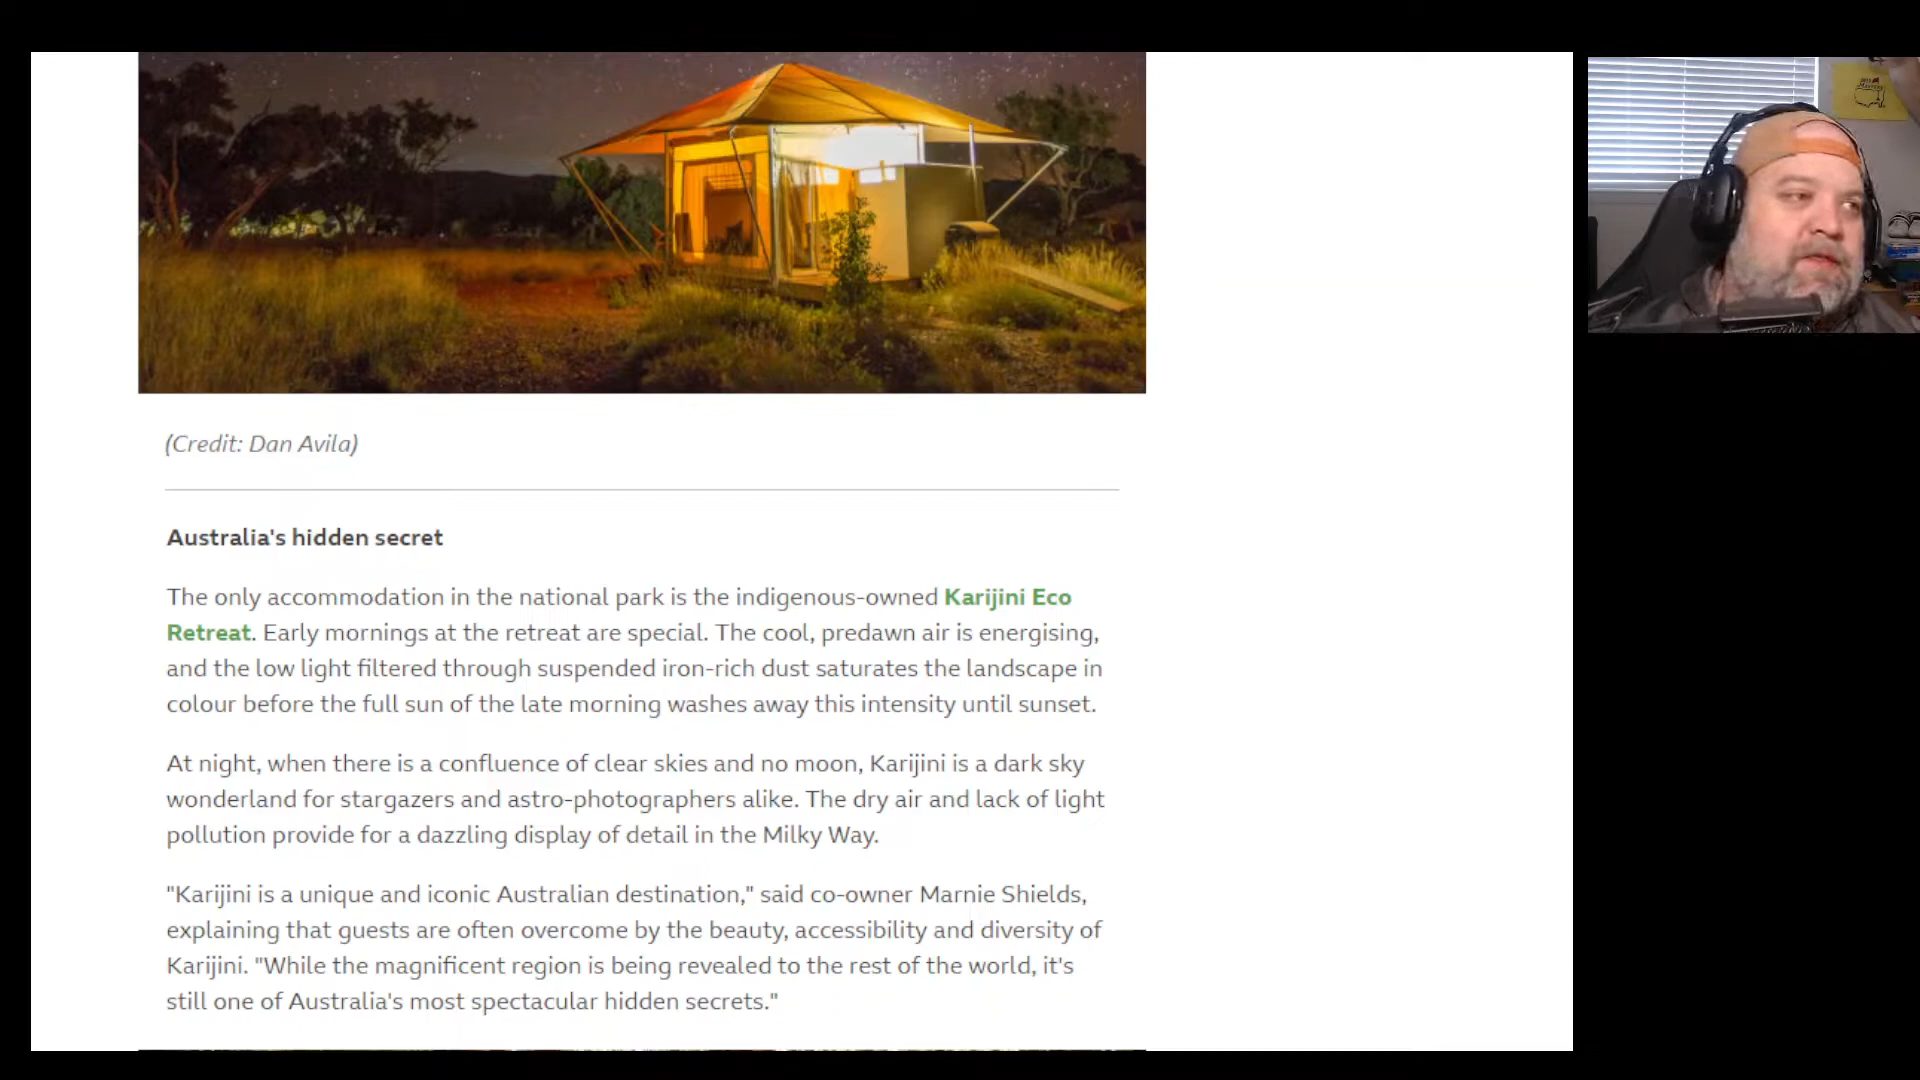 (Credit: Dan Avila)
Australia's hidden secret
The only accommodation in the national park is the indigenous-owned Karijini Eco
Retreat. Early mornings at the retreat are special. The cool, predawn air is energising,
and the low light filtered through suspended iron-rich dust saturates the landscape in
colour before the full sun of the late morning washes away this intensity until sunset.
At night, when there is a confluence of clear skies and no moon, Karijini is a dark sky
wonderland for stargazers and astro-photographers alike. The dry air and lack of light
pollution provide for a dazzling display of detail in the Milky Way.
"Karijini is a unique and iconic Australian destination," said co-owner Marnie Shields,
explaining that guests are often overcome by the beauty, accessibility and diversity of
Karijini. "While the magnificent region is being revealed to the rest of the world, it's
still one of Australia's most spectacular hidden secrets."